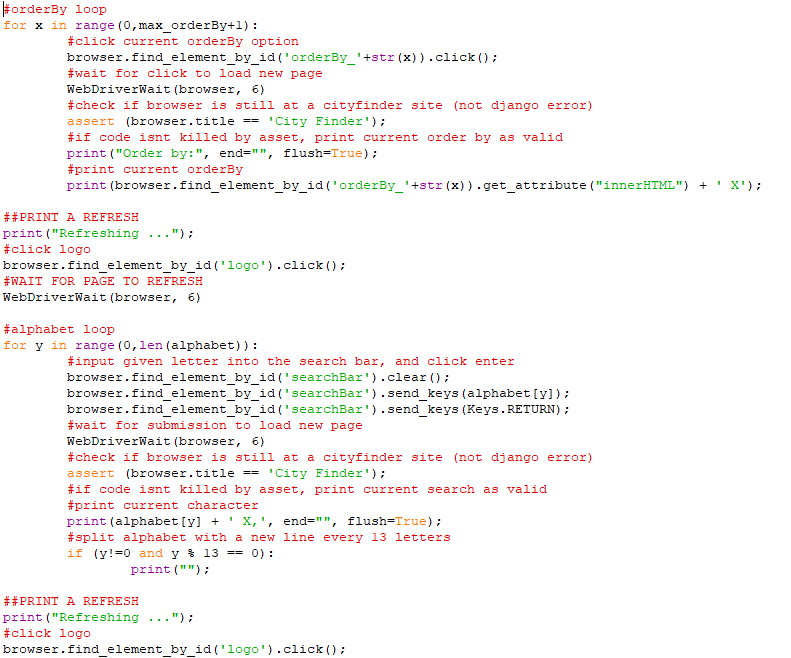 #orderBy loop
for x in range(0,max_orderBy+1):
        #click current orderBy option
        browser.find_element_by_id('orderBy_'+str(x)).click();
        #wait for click to load new page
        WebDriverWait(browser, 6)
        #check if browser is still at a cityfinder site (not django error)
        assert (browser.title == 'City Finder');
        #if code isnt killed by asset, print current order by as valid
        print("Order by:", end="", flush=True);
        #print current orderBy
        print(browser.find_element_by_id('orderBy_'+str(x)).get_attribute("innerHTML") + ' X');

##PRINT A REFRESH
print("Refreshing ...");
#click logo
browser.find_element_by_id('logo').click();
#WAIT FOR PAGE TO REFRESH
WebDriverWait(browser, 6)

#alphabet loop
for y in range(0,len(alphabet)):
        #input given letter into the search bar, and click enter
        browser.find_element_by_id('searchBar').clear();
        browser.find_element_by_id('searchBar').send_keys(alphabet[y]);
        browser.find_element_by_id('searchBar').send_keys(Keys.RETURN);
        #wait for submission to load new page
        WebDriverWait(browser, 6)
        #check if browser is still at a cityfinder site (not django error)
        assert (browser.title == 'City Finder');
        #if code isnt killed by asset, print current search as valid
        #print current character
        print(alphabet[y] + ' X,', end="", flush=True);
        #split alphabet with a new line every 13 letters
        if (y!=0 and y % 13 == 0):
                print("");

##PRINT A REFRESH
print("Refreshing ...");
#click logo
browser.find_element_by_id('logo').click();